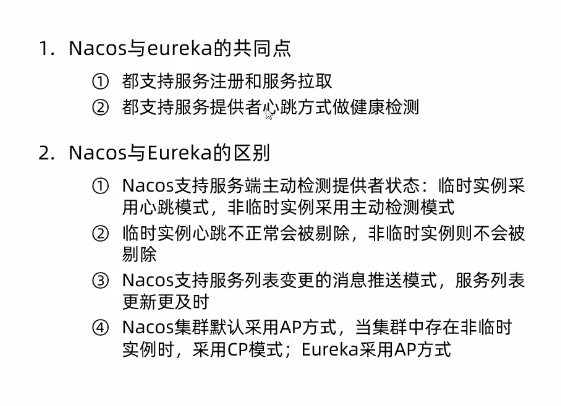 1. Nacos与eureka的共同点
① 都支持服务注册和服务拉取
② 都支持服务提供者心跳方式做健康检测
2. Nacos与Eureka的区别
① Nacos支持服务端主动检测提供者状态：临时实例采
用心跳模式，非临时实例采用主动检测模式
② 临时实例心跳不正常会被剔除，非临时实例则不会被
剔除
③ Nacos支持服务列表变更的消息推送模式，服务列表
更新更及时
④ Nacos集群默认采用AP方式，当集群中存在非临时
实例时，采用CP模式；Eureka采用AP方式